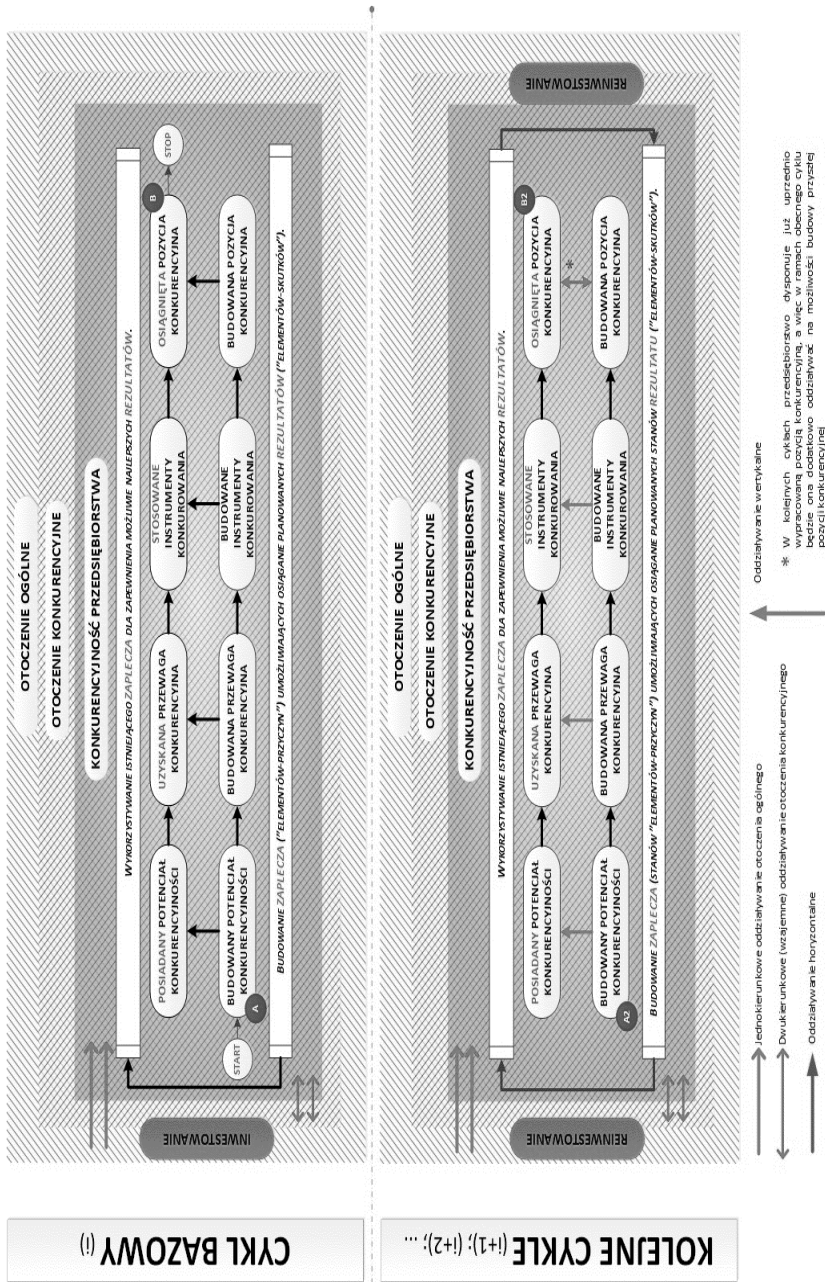 CYKL BAZOWY (i)
OTOCZENIE OGÓLNE
OTOCZENIE KONKURENCYJNE
KONKURENCYJNOŚĆ PRZEDSIĘBIORSTWA
INWESTOWANIE
WYKORZYSTYWANIE ISTNIEJĄCEGO ZAPLECZA DLA ZAPEWNIENIA MOŻLIWIE NAJLEPSZYCH REZULTATÓW.
POSIADANY POTENCJAŁ
KONKURENCYJNOŚCI
UZYSKANA PRZEWAGA
KONKURENCYJNA
STOSOWANE
INSTRUMENTY
KONKUROWANIA
OSIĄGNIĘTA POZYCJA
KONKURENCYJNA
B
STOP
START
A
BUDOWANY POTENCJAŁ
KONKURENCYJNOŚCI
BUDOWANA PRZEWAGA
KONKURENCYJNA
BUDOWANE
INSTRUMENTY
KONKUROWANIA
BUDOWANA POZYCJA
KONKURENCYJNA
BUDOWANIE ZAPLECZA ("ELEMENTÓW-PRZYCZYN") UMOŻLIWIAJĄCYCH OSIĄGANIE PLANOWANYCH REZULTATÓW ("ELEMENTÓW-SKUTKÓW").
KOLEJNE CYKLE (i+1); (i+2); ...
OTOCZENIE OGÓLNE
OTOCZENIE KONKURENCYJNE
KONKURENCYJNOŚĆ PRZEDSIĘBIORSTWA
REINWESTOWANIE
REINWESTOWANIE
WYKORZYSTYWANIE ISTNIEJĄCEGO ZAPLECZA DLA ZAPEWNIENIA MOŻLIWIE NAJLEPSZYCH REZULTATÓW.
POSIADANY POTENCJAŁ
KONKURENCYJNOŚCI
UZYSKANA PRZEWAGA
KONKURENCYJNA
STOSOWANE
INSTRUMENTY
KONKUROWANIA
OSIĄGNIĘTA POZYCJA
KONKURENCYJNA
B2
*
A2
BUDOWANY POTENCJAŁ
KONKURENCYJNOŚCI
BUDOWANA PRZEWAGA
KONKURENCYJNA
BUDOWANE
INSTRUMENTY
KONKUROWANIA
BUDOWANA POZYCJA
KONKURENCYJNA
BUDOWANIE ZAPLECZA (STANÓW "ELEMENTÓW-PRZYCZYN") UMOŻLIWIAJĄCYCH OSIĄGANIE PLANOWANYCH STANÓW REZULTATU ("ELEMENTÓW-SKUTKÓW").
Jednokierunkowe oddziaływanie otoczenia ogólnego
Dwukierunkowe (wzajemne) oddziaływanie otoczenia konkurencyjnego
Oddziaływanie horyzontalne
Oddziaływanie wertykalne
* W kolejnych cyklach przedsiębiorstwo dysponuje już uprzednio
wypracowaną pozycją konkurencyjną, a więc w ramach obecnego cyklu
będzie ona dodatkowo oddziaływać na możliwości budowy przyszłej
pozycji konkurencyjnej